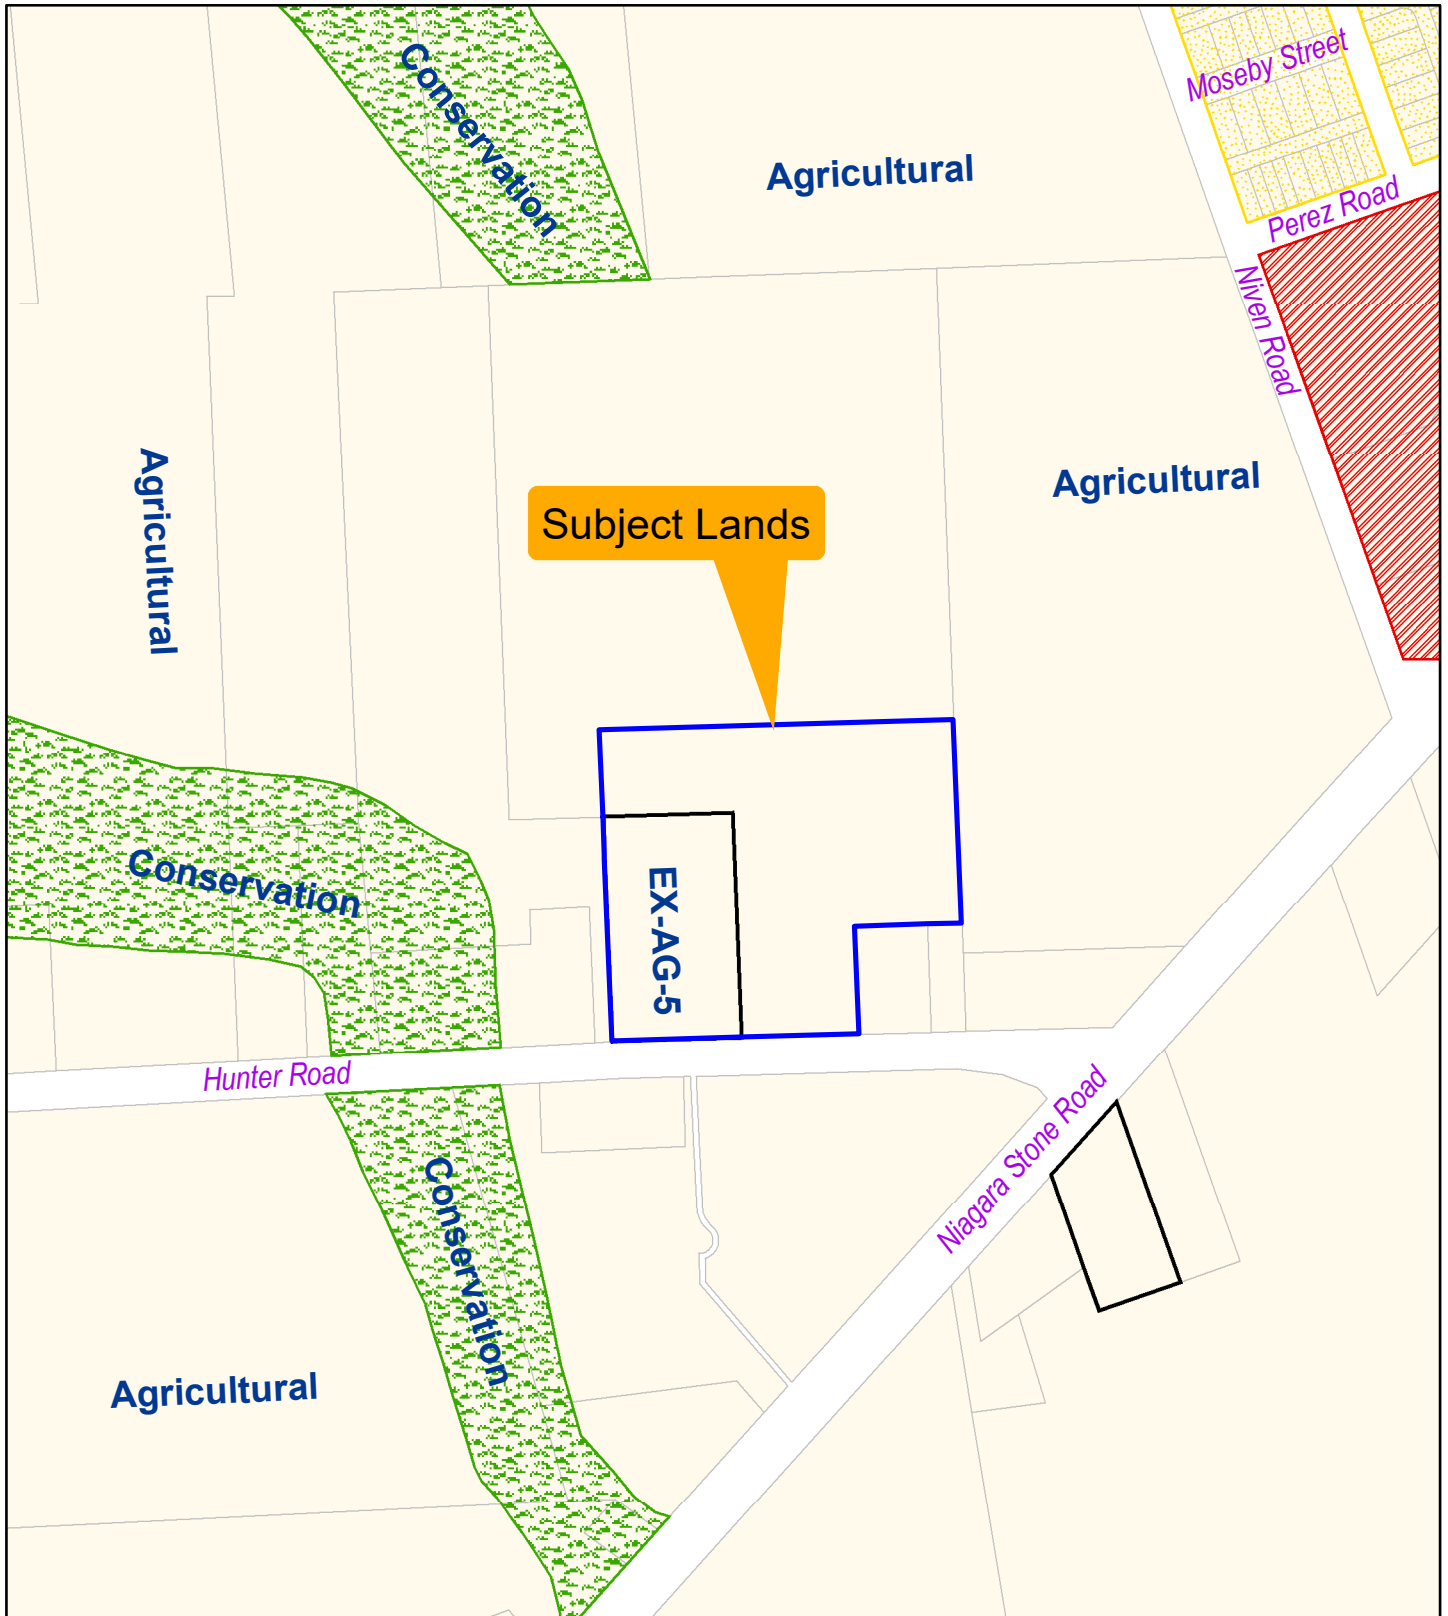 Moseby Street
Conservation
Agricultural
Perez Road
Niven Road
Agricultural
Agricultural
Subject Lands
Conservation
EX-AG-5
Hunter Road
Niagara Stone Road
Conservation
Agricultural